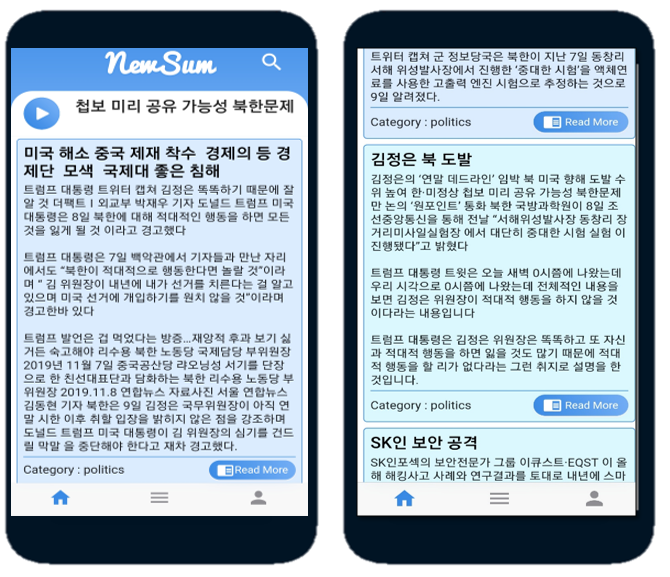 NewSum
첩보 미리 공유 가능성 북한문제
미국 해소 중국 제재 착수  경제의 등 경
제단  모색  국제대 좋은 침해
트럼프 대통령 트위터 캡쳐 김정은 똑똑하기 때문에 잘
알 것 더팩트ㅣ외교부 박재우 기자 도널드 트럼프 미국
대통령은 8일 북한에 대해 적대적인 행동을 하면 모든
것을 잃게 될 것 이라고 경고했다
트럼프 대통령은 7일 백악관에서 기자들과 만난 자리
에서도 “북한이 적대적으로 행동한다면 놀랄 것”이라
며 “ 김 위원장이 내년에 내가 선거를 치른다는 걸 알고
있으며 미국 선거에 개입하기를 원치 않을 것”이라며
경고한바 있다
트럼프 발언은 겁 먹었다는 방증…재앙적 후과 보기 싫
거든 숙고해야 리수용 북한 노동당 국제담당 부위원장
2019년 11월 7일 중국공산당 랴오닝성 서기를 단장
으로 한 친선대표단과 담화하는 북한 리수용 노동당 부
위원장 2019.11.8 연합뉴스 자료사진 서울 연합뉴스
김동현 기자 북한은 9일 김정은 국무위원장이 아직 연
말 시한 이후 취할 입장을 밝히지 않은 점을 강조하며
도널드 트럼프 미국 대통령이 김 위원장의 심기를 건드
릴 막말 을 중단해야 한다고 재차 경고했다.
Category : politics
Read More
트위터 캡쳐 군 정보당국은 북한이 지난 7일 동창리
서해 위성발사장에서 진행한 ‘중대한 시험’을 액체연
료를 사용한 고출력 엔진 시험으로 추정하는 것으로
9일 알려졌다.
Category : politics
Read More
김정은 북 도발
김정은의 ‘연말 데드라인’ 임박 북 미국 향해 도발 수
위 높여 한·미정상 첩보 미리 공유 가능성 북한문제
만 논의 ‘원포인트’ 통화 북한 국방과학원이 8일 조
선중앙통신을 통해 전날 “서해위성발사장 동창리 장
거리미사일실험장 에서 대단히 중대한 시험 실험 이
진행됐다”고 밝혔다
트럼프 대통령 트윗은 오늘 새벽 0시쯤에 나왔는데
우리 시각으로 0시쯤에 나왔는데 전체적인 내용을
보면 김정은 위원장이 적대적 행동을 하지 않을 것
이다라는 내용입니다
트럼프 대통령은 김정은 위원장은 똑똑하고 또 자신
과 적대적 행동을 하면 잃을 것도 많기 때문에 적대
적 행동을 할 리가 없다라는 그런 취지로 설명을 한
것입니다.
Category : politics
Read More
SK인 보안 공격
SK인포섹의 보안전문가 그룹 이큐스트·EQST 이 올
해 해킹사고 사례와 연구결과를 토대로 내년에 스마